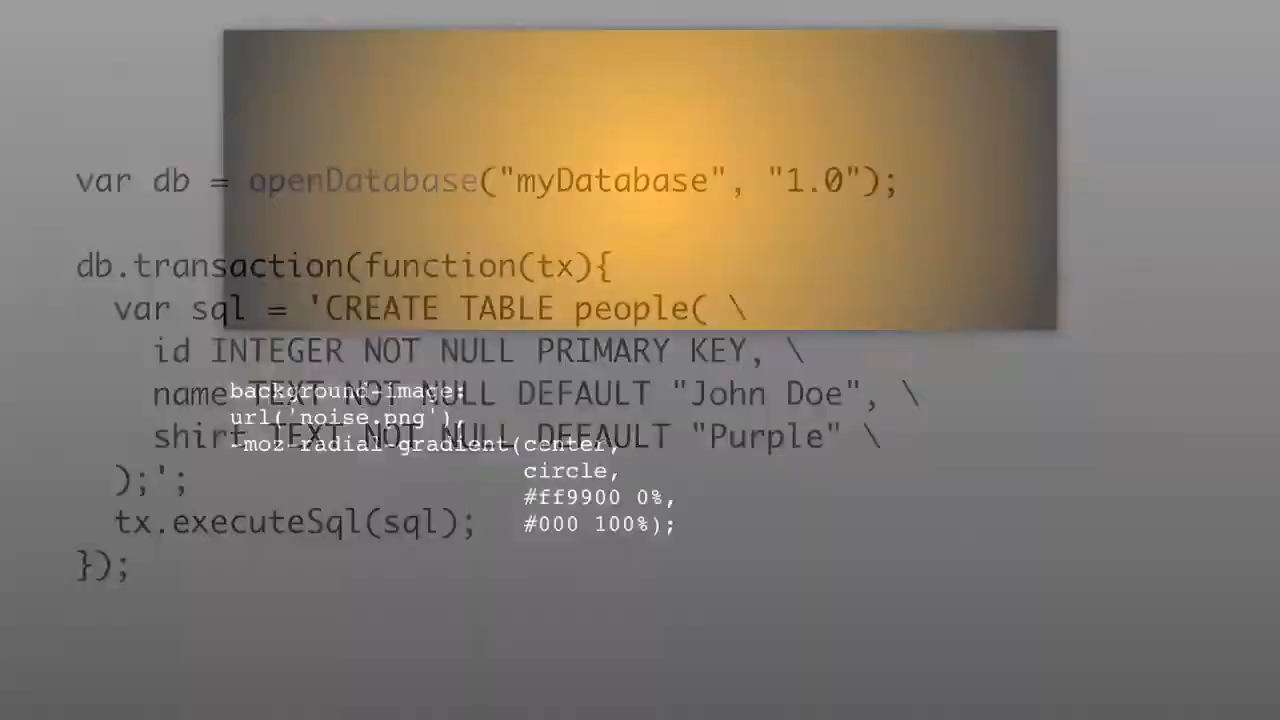 var db = openDatabase("myDatabase", "1.0");
db.transaction(function(tx){
var sql = 'CREATE TABLE people( \
id INTEGER NOT NULL PRIMARY KEY, \
name TEXT NOT NULL DEFAULT "John Doe", \
shirt TEXT NOT NULL DEFAULT "Purple" \
);';
tx.executeSql(sql);
});
background-image:
url('noise.png'),
-moz-radial-gradient(center,
circle,
#ff9900 0%,
#000 100%);